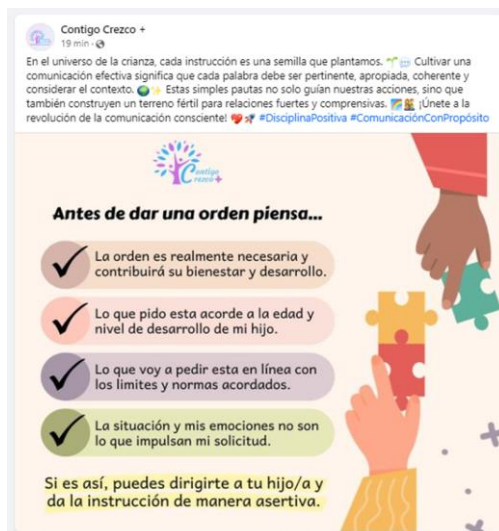 Contigo Crezco +
19 min ·
En el universo de la crianza, cada instrucción es una semilla que plantamos. Cultivar una
comunicación efectiva significa que cada palabra debe ser pertinente, apropiada, coherente y
considerar el contexto. Estas simples pautas no solo guían nuestras acciones, sino que
también construyen un terreno fértil para relaciones fuertes y comprensivas. ¡Únete a la
revolución de la comunicación consciente! #DisciplinaPositiva #ComunicaciónConPropósito
Contigo
Crezco +
Antes de dar una orden piensa...
La orden es realmente necesaria y
contribuirá su bienestar y desarrollo.
Lo que pido esta acorde a la edad y
nivel de desarrollo de mi hijo.
Lo que voy a pedir esta en línea con
los limites y normas acordados.
La situación y mis emociones no son
lo que impulsan mi solicitud.
Si es así, puedes dirigirte a tu hijo/a y
da la instrucción de manera asertiva.